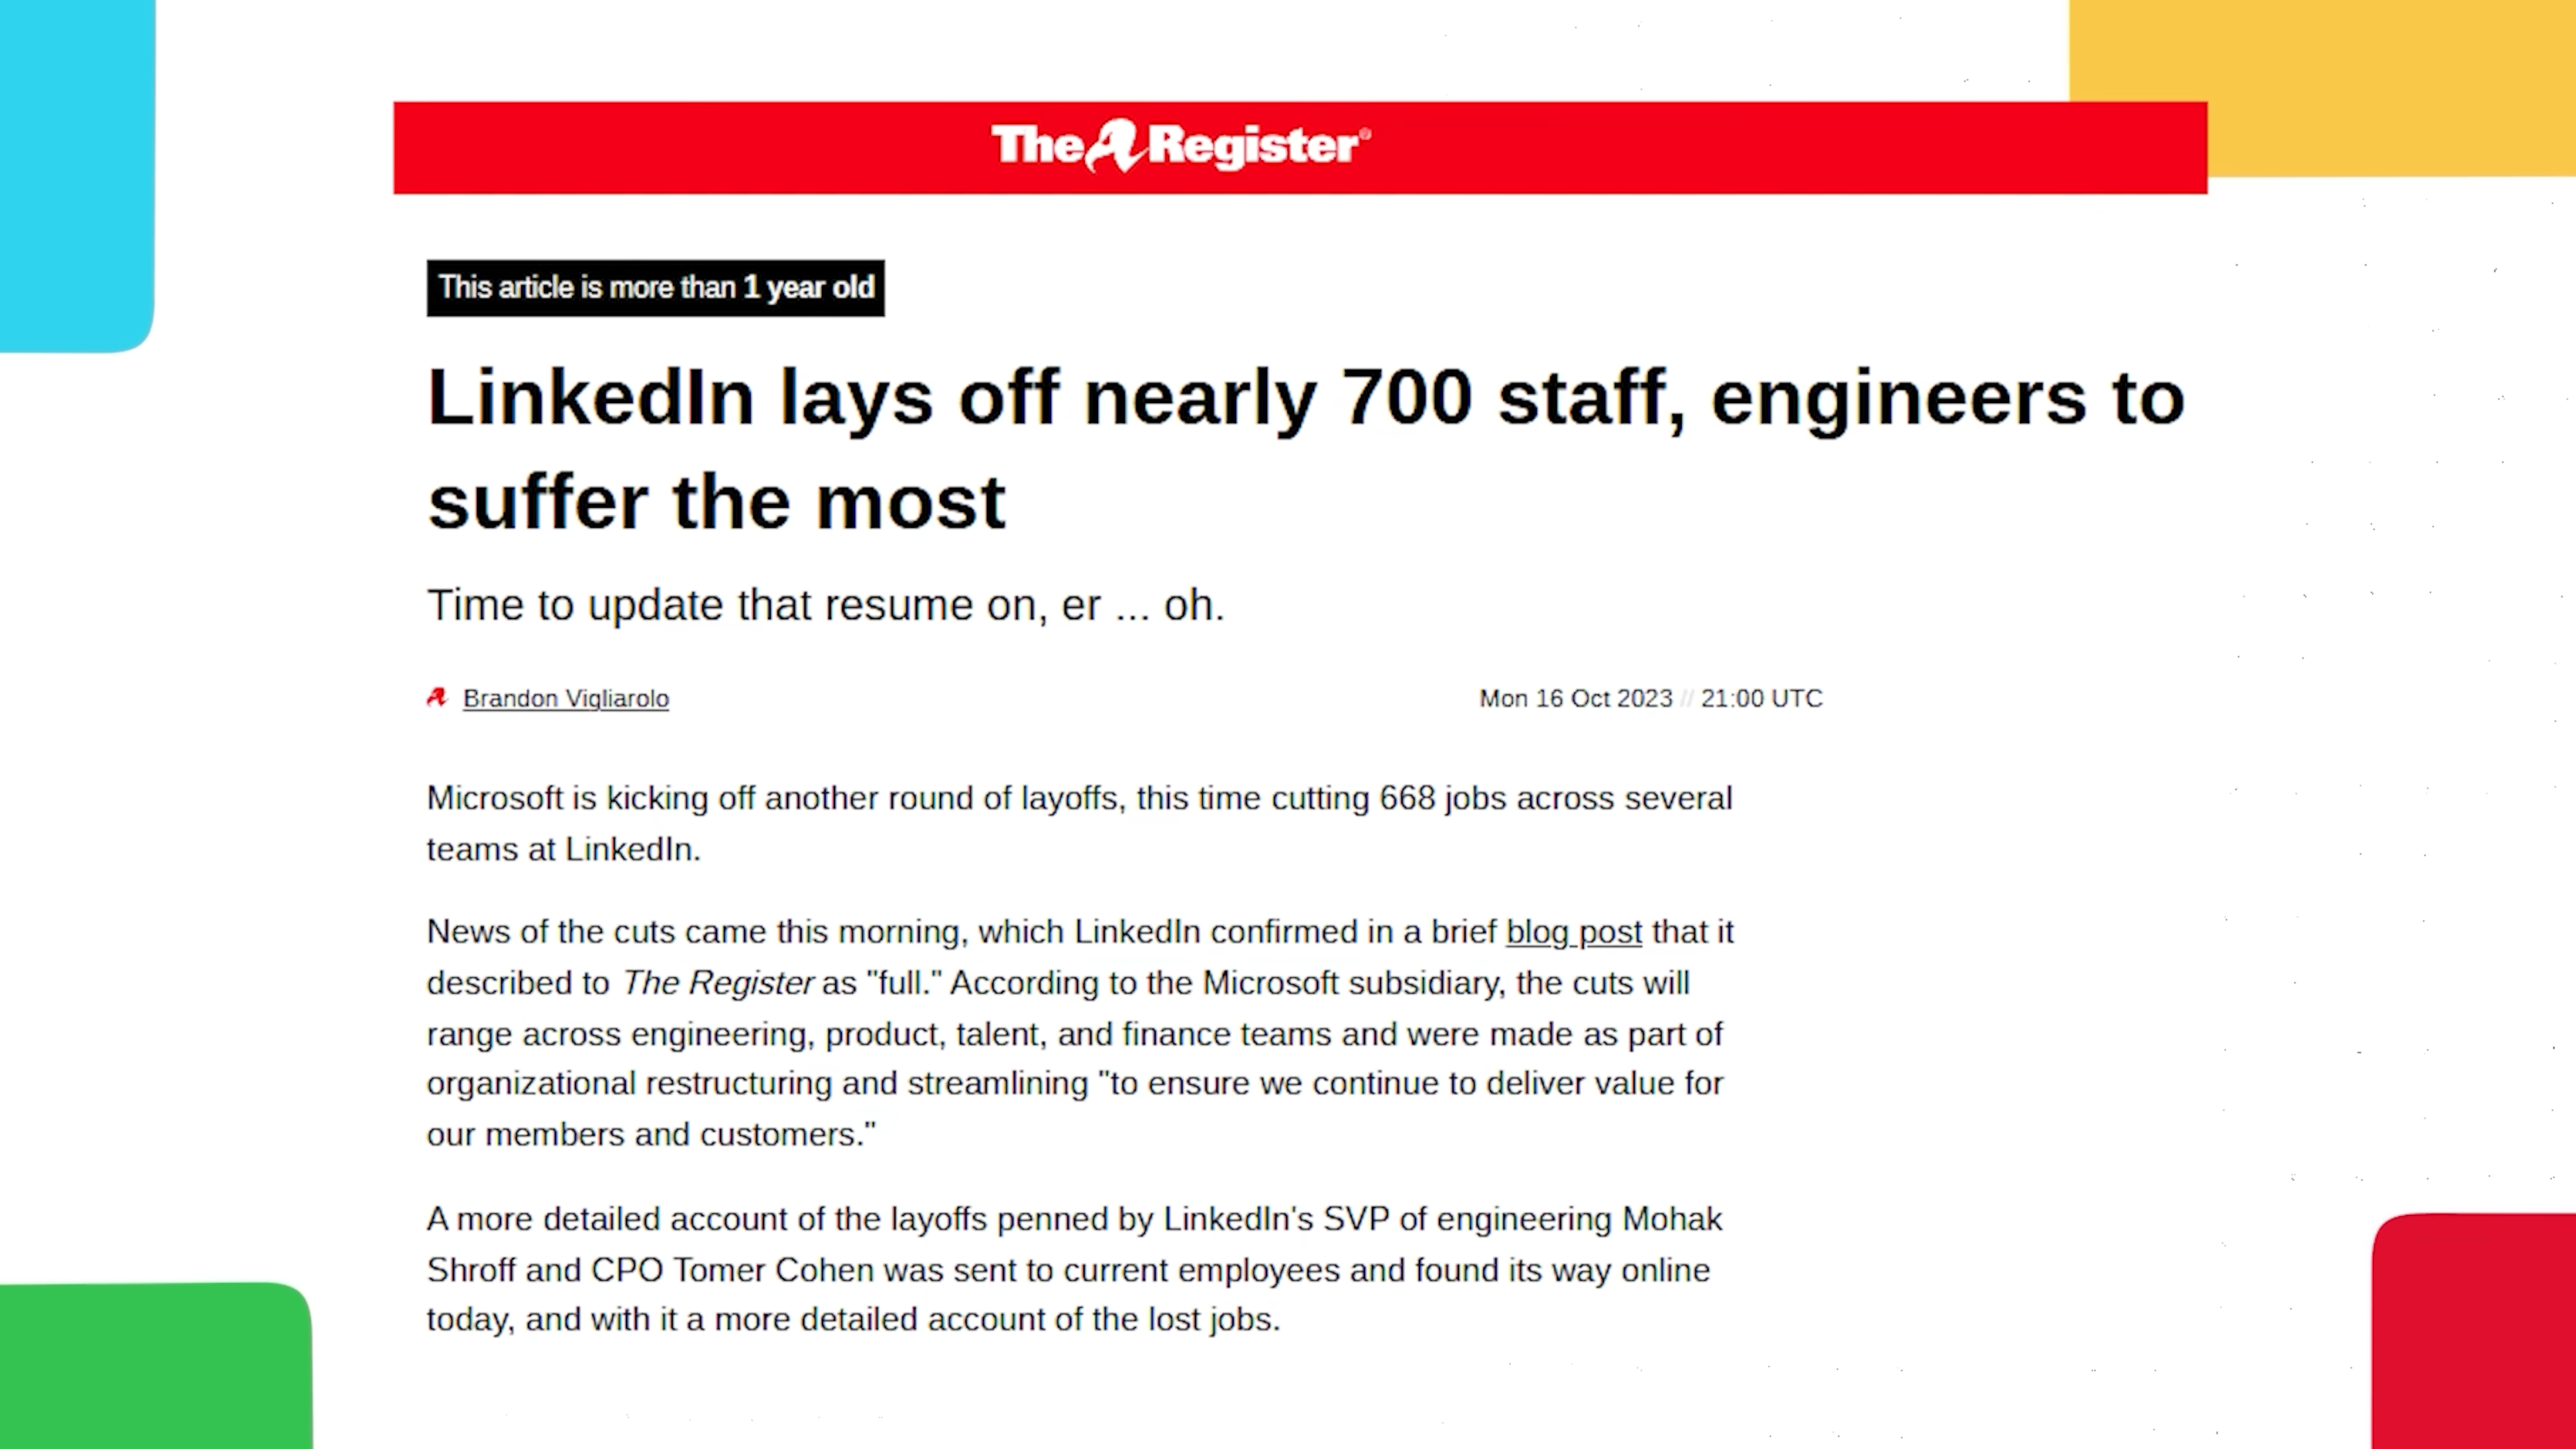 The Register®
This article is more than 1 year old
LinkedIn lays off nearly 700 staff, engineers to
suffer the most
Time to update that resume on, er ... oh.
Brandon Vigliarolo
Mon 16 Oct 2023 // 21:00 UTC
Microsoft is kicking off another round of layoffs, this time cutting 668 jobs across several
teams at LinkedIn.
News of the cuts came this morning, which LinkedIn confirmed in a brief blog post that it
described to The Register as "full." According to the Microsoft subsidiary, the cuts will
range across engineering, product, talent, and finance teams and were made as part of
organizational restructuring and streamlining "to ensure we continue to deliver value for
our members and customers."
A more detailed account of the layoffs penned by LinkedIn's SVP of engineering Mohak
Shroff and CPO Tomer Cohen was sent to current employees and found its way online
today, and with it a more detailed account of the lost jobs.